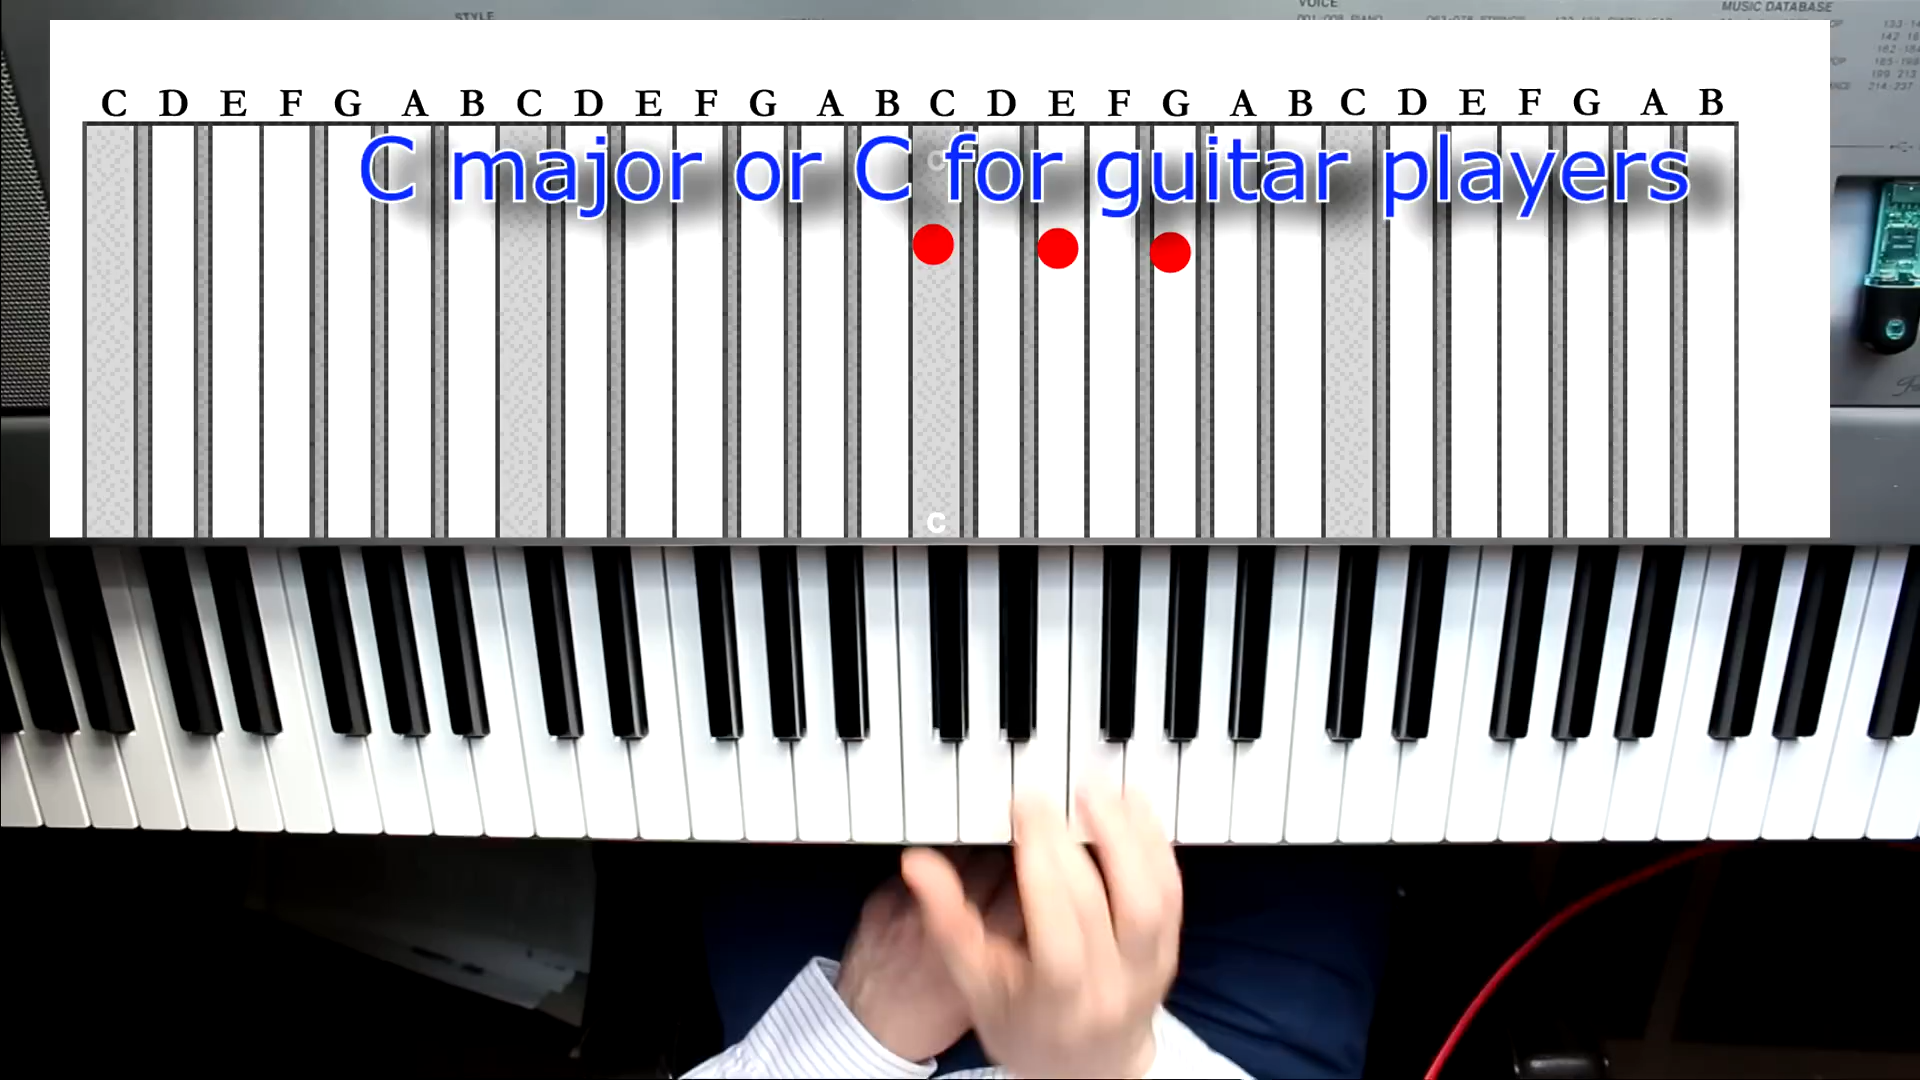 STYLE
VOICE
MUSIC DATABASE
C D E F G A B C D E F G A B C D E F G A B C D E F G A B
C major or C for guitar players
C
C